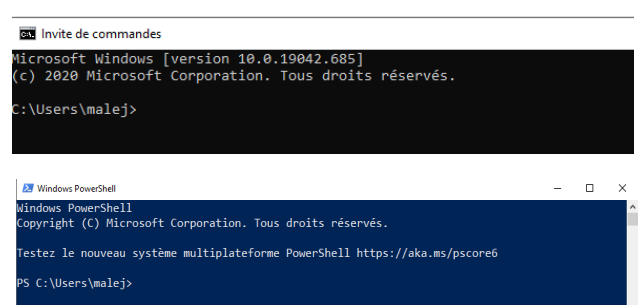 Invite de commandes
Microsoft Windows [version 10.0.19042.685]
(c) 2020 Microsoft Corporation. Tous droits réservés.
C:\Users\malej>
Windows PowerShell
Windows PowerShell
Copyright (C) Microsoft Corporation. Tous droits réservés.
Testez le nouveau système multiplateforme PowerShell https://aka.ms/pscore6
PS C:\Users\malej>